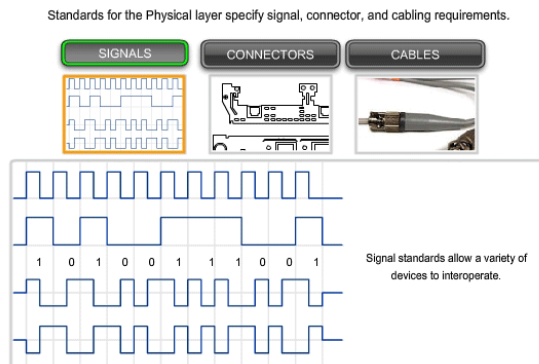 Standards for the Physical layer specify signal, connector, and cabling requirements.
SIGNALS
CONNECTORS
CABLES
1 0 1 0 0 1 1 1 0 0 1
Signal standards allow a variety of
devices to interoperate.